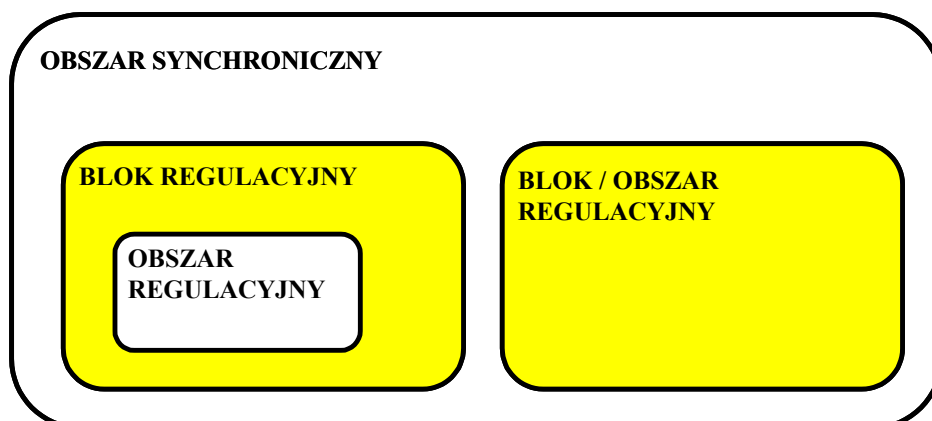 OBSZAR SYNCHRONICZNY
BLOK REGULACYJNY
OBSZAR
REGULACYJNY
BLOK / OBSZAR
REGULACYJNY